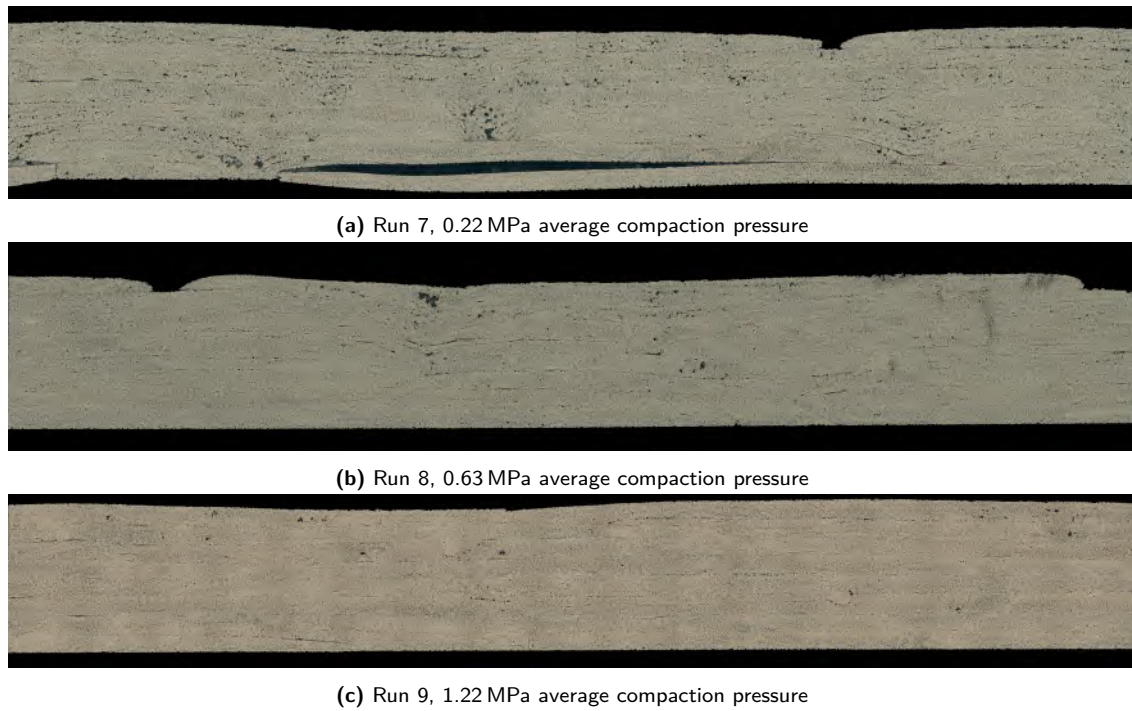 (a) Run 7, 0.22 MPa average compaction pressure
(b) Run 8, 0.63 MPa average compaction pressure
(c) Run 9, 1.22 MPa average compaction pressure